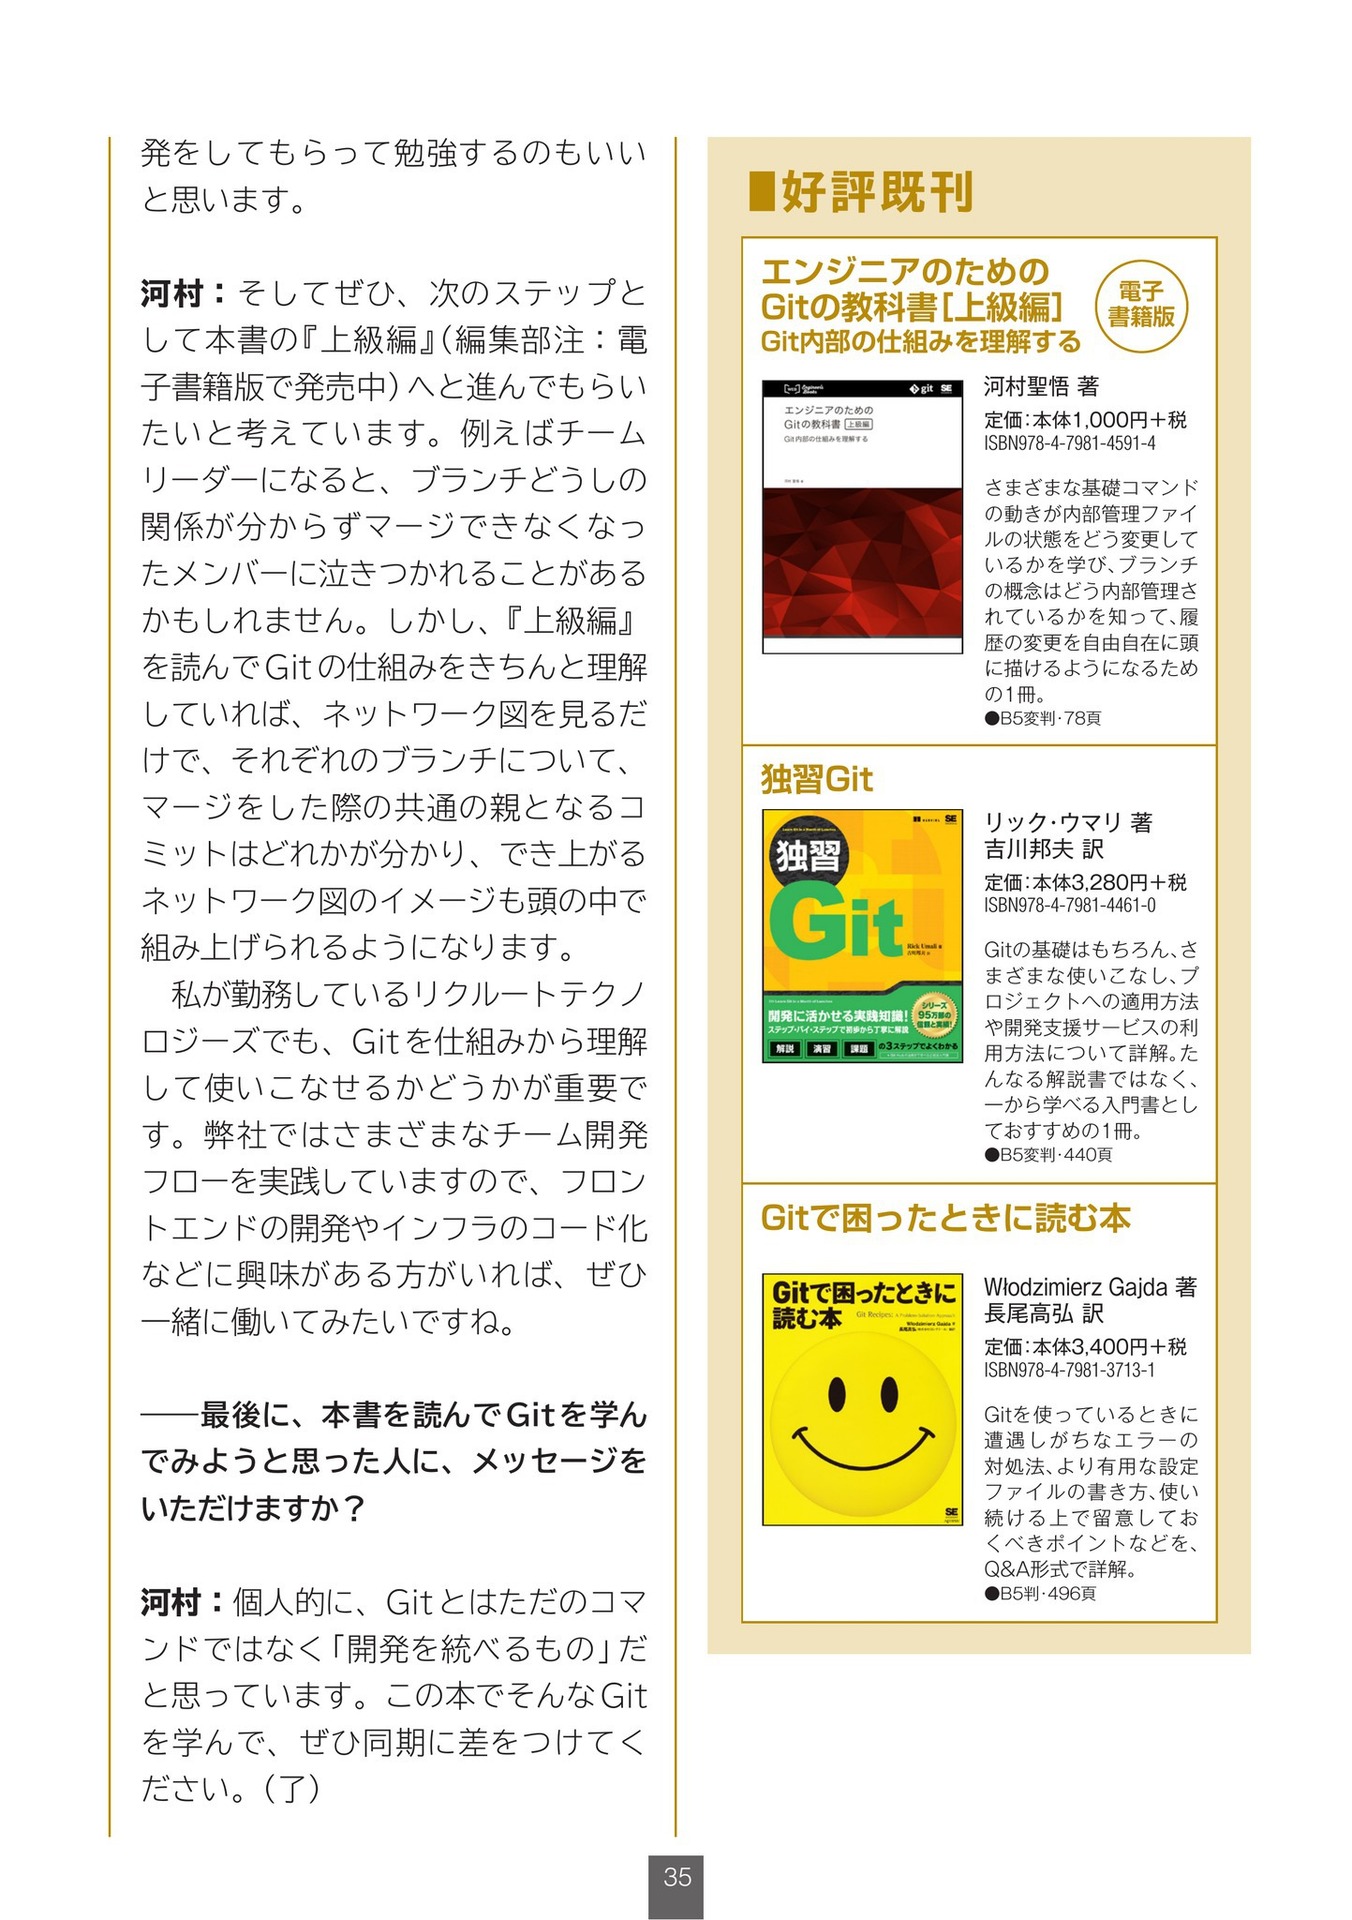 発をしてもらって勉強するのもいい
と思います。
河村：そしてぜひ、次のステップと
して本書の『上級編』（編集部注：電
子書籍版で発売中）へと進んでもらい
たいと考えています。例えばチーム
リーダーになると、ブランチどうしの
関係が分からずマージできなくなっ
たメンバーに泣きつかれることがある
かもしれません。しかし、『上級編』
を読んでGitの仕組みをきちんと理解
していれば、ネットワーク図を見るだ
けで、それぞれのブランチについて、
マージをした際の共通の親となるコ
ミットはどれかが分かり、でき上がる
ネットワーク図のイメージも頭の中で
組み上げられるようになります。
　私が勤務しているリクルートテクノ
ロジーズでも、Gitを仕組みから理解
して使いこなせるかどうかが重要で
す。弊社ではさまざまなチーム開発
フローを実践していますので、フロン
トエンドの開発やインフラのコード化
などに興味がある方がいれば、ぜひ
一緒に働いてみたいですね。
――最後に、本書を読んでGitを学ん
でみようと思った人に、メッセージを
いただけますか？
河村：個人的に、Gitとはただのコマ
ンドではなく「開発を統べるもの」だ
と思っています。この本でそんなGit
を学んで、ぜひ同期に差をつけてく
ださい。（了）
■好評既刊
エンジニアのための
Gitの教科書［上級編］
Git内部の仕組みを理解する
電子
書籍版
git SE
エンジニアのための
Gitの教科書 上級編
Git内部の仕組みを理解する
河村聖悟 著
定価：本体1,000円＋税
ISBN978-4-7981-4591-4
さまざまな基礎コマンド
の動きが内部管理ファイ
ルの状態をどう変更して
いるかを学び、ブランチ
の概念はどう内部管理さ
れているかを知って、履
歴の変更を自由自在に頭
に描けるようになるため
の1冊。
●B5変判・78頁
独習Git
SE
独習
Git
Rick Umali 著
開発に活かせる実践知識！
ステップ・バイ・ステップで初歩から丁寧に解説
シリーズ
95万部の
信頼と実績！
解説 演習 課題 の3ステップでよくわかる
リック・ウマリ 著
吉川邦夫 訳
定価：本体3,280円＋税
ISBN978-4-7981-4461-0
Gitの基礎はもちろん、さ
まざまな使いこなし、プ
ロジェクトへの適用方法
や開発支援サービスの利
用方法について詳解。た
んなる解説書ではなく、
一から学べる入門書とし
ておすすめの1冊。
●B5変判・440頁
Gitで困ったときに読む本
Gitで困ったときに
読む本
Git Recipes: A Problem-Solution Approach
Włodzimierz Gajda 著
SE
Włodzimierz Gajda 著
長尾高弘 訳
定価：本体3,400円＋税
ISBN978-4-7981-3713-1
Gitを使っているときに
遭遇しがちなエラーの
対処法、より有用な設定
ファイルの書き方、使い
続ける上で留意してお
くべきポイントなどを、
Q&A形式で詳解。
●B5判・496頁
35